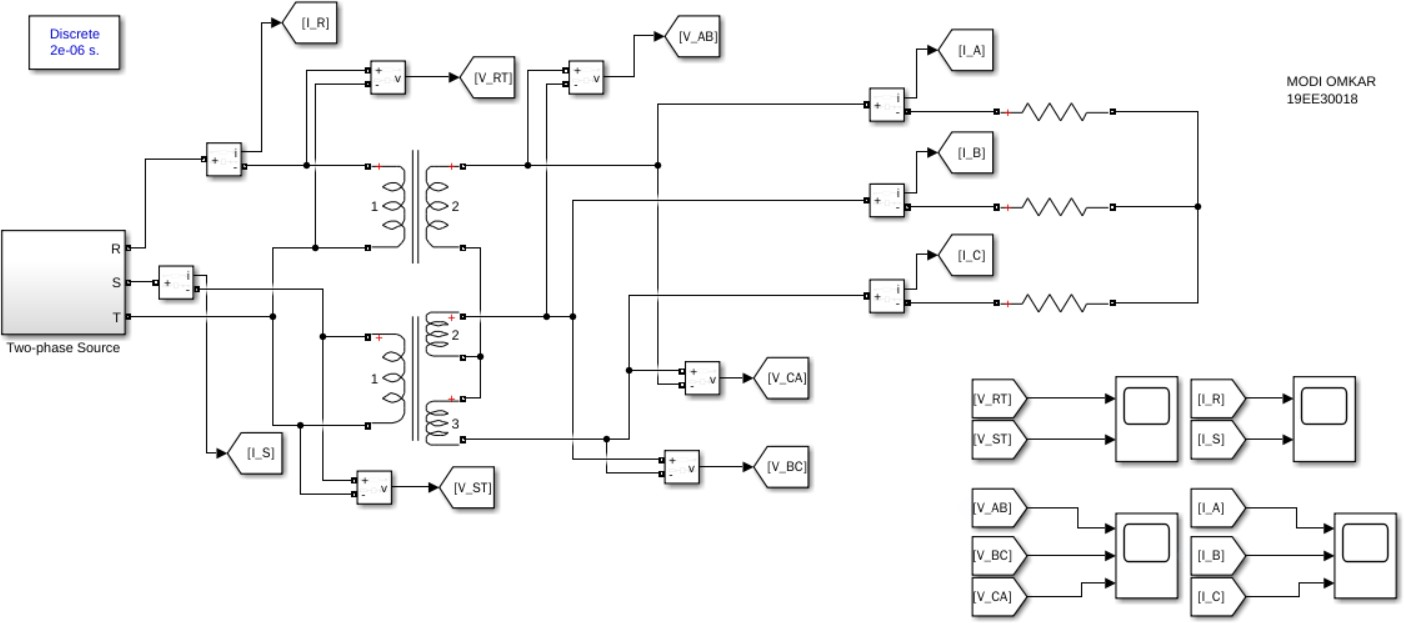 Discrete
2e-06 s.
[I_R]
[V_RT]
[V_AB]
[I_A]
MODI OMKAR
19EE30018
+
v
+
-
v
+
i
-
+
i
-
[I_B]
1
2
+
i
-
R
S
T
+
i
-
[I_C]
+
i
-
2
1
3
Two-phase Source
+
-
v
[V_CA]
[I_S]
+
-
v
[V_BC]
+
-
v
[V_ST]
[V_RT]
[V_ST]
[I_R]
[I_S]
[V_AB]
[V_BC]
[V_CA]
[I_A]
[I_B]
[I_C]